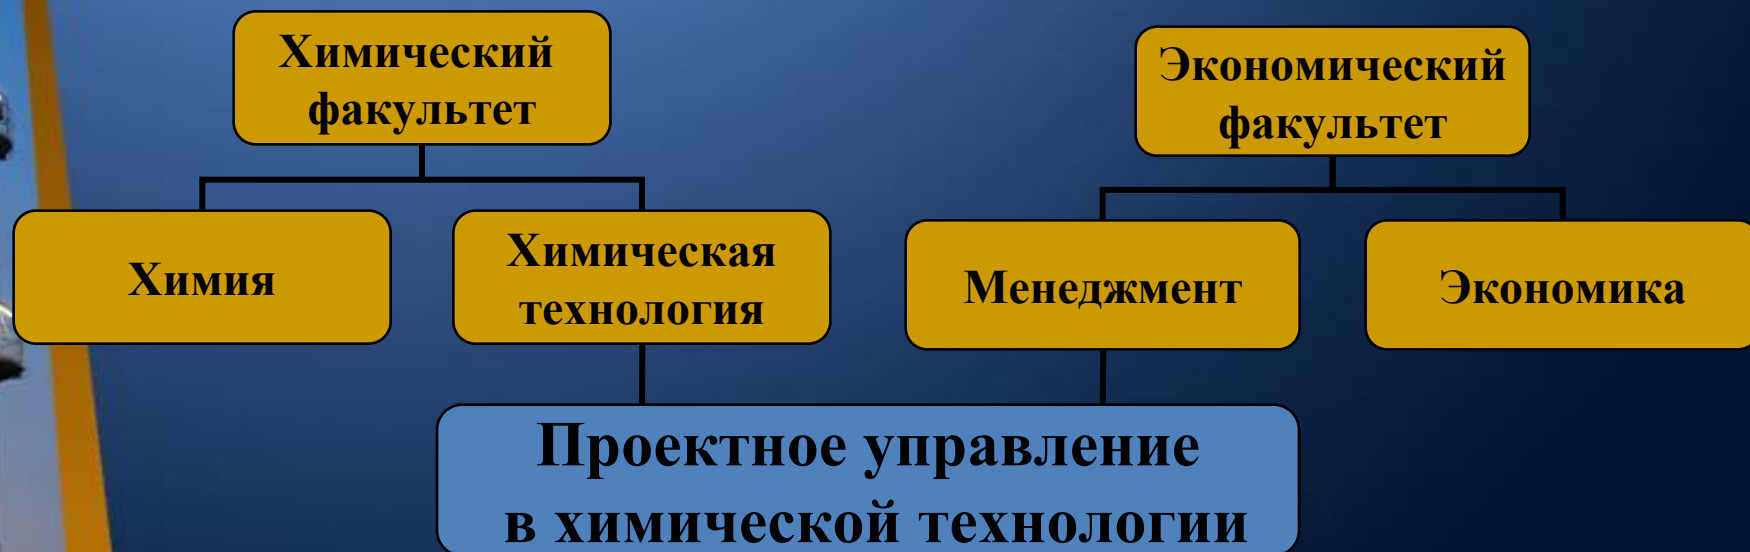 Химический
факультет
Экономический
факультет
Химия
Химическая
технология
Менеджмент
Экономика
Проектное управление
в химической технологии